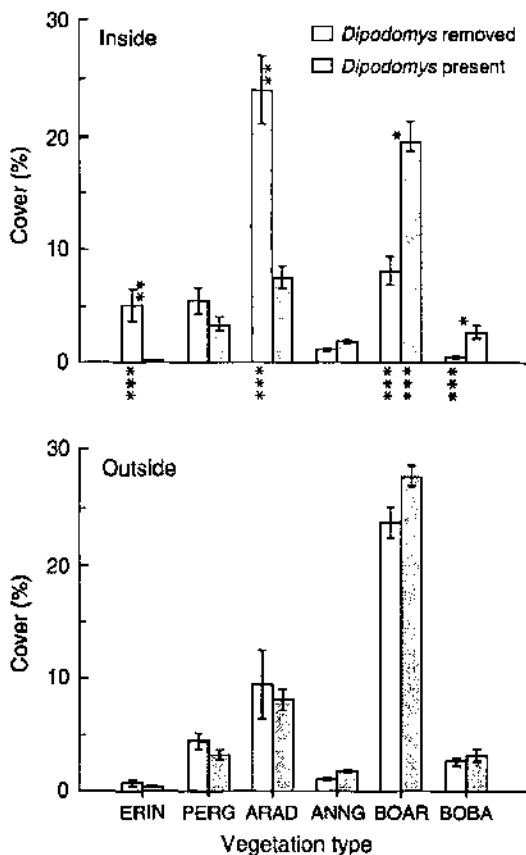 30
Inside
Dipodomys removed
Dipodomys present
**
20
*
Cover (%)
10
**
*
0
***
***
***
***
***
30
Outside
20
Cover (%)
10
0
ERIN PERG ARAD ANNG BOAR BOBA
Vegetation type